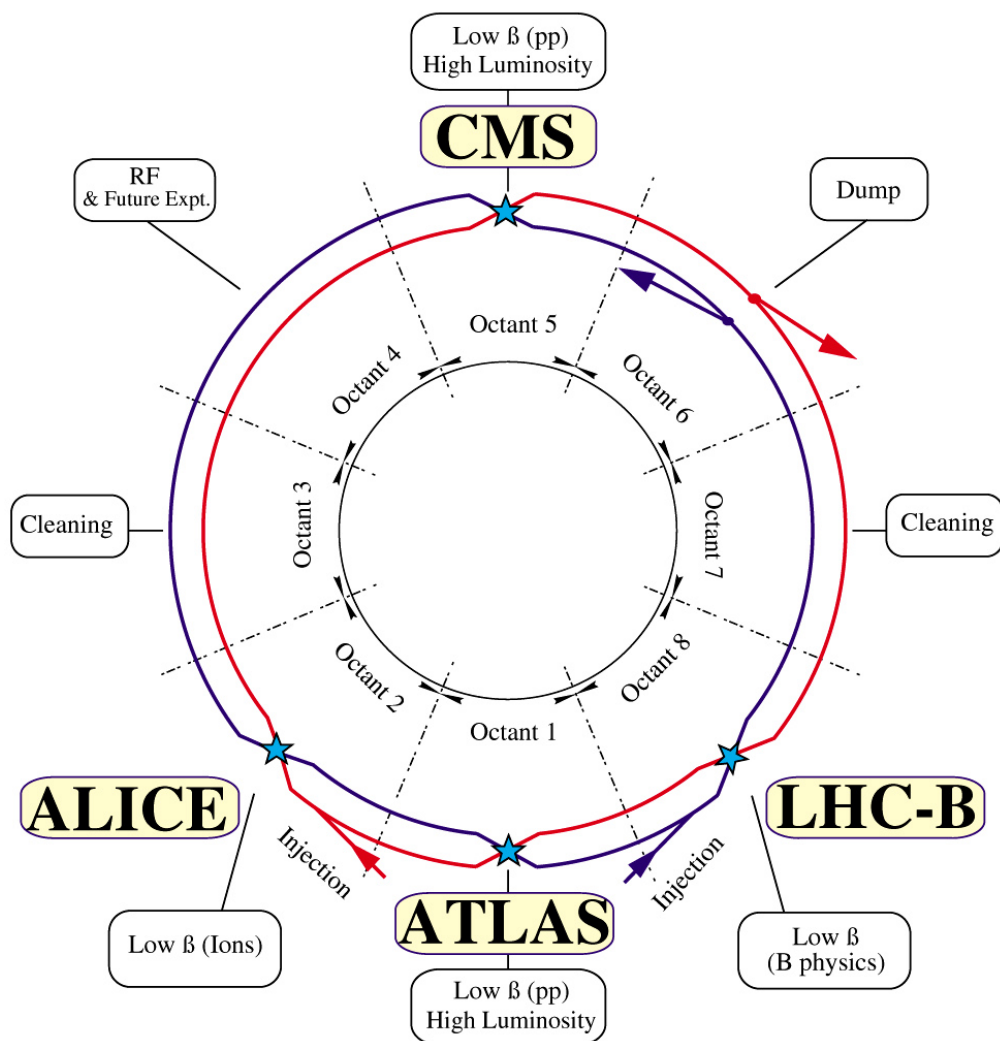 Low ß (pp)
High Luminosity
CMS
RF
& Future Expt.
Dump
Octant 5
Octant 4
Octant 6
Cleaning
Octant 3
Octant 7
Cleaning
Octant 2
Octant 8
Octant 1
ALICE
LHC-B
Injection
Injection
ATLAS
Low ß (Ions)
Low ß
(B physics)
Low ß (pp)
High Luminosity